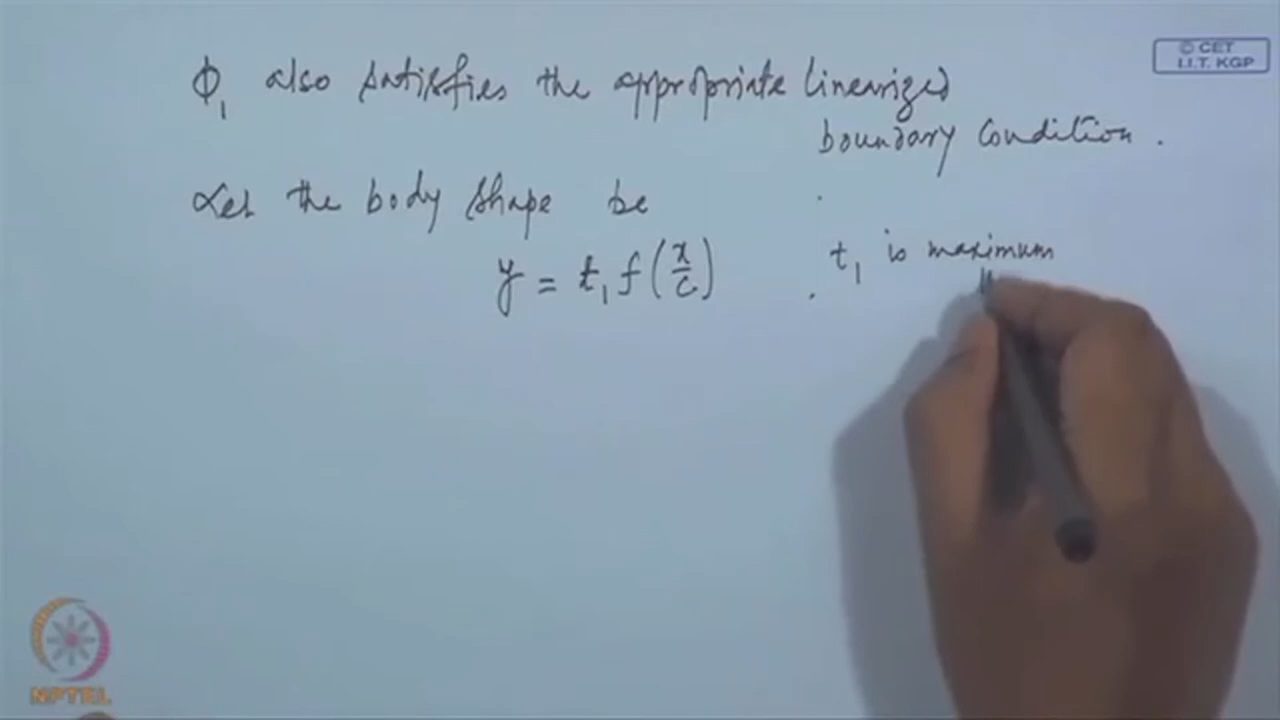 © CET
I.I.T. KGP
ϕ₁ also satisfies the appropriate linearized
boundary condition.
Let the body shape be
y = t₁ f(x/c)
t₁ is maximum
NPTEL